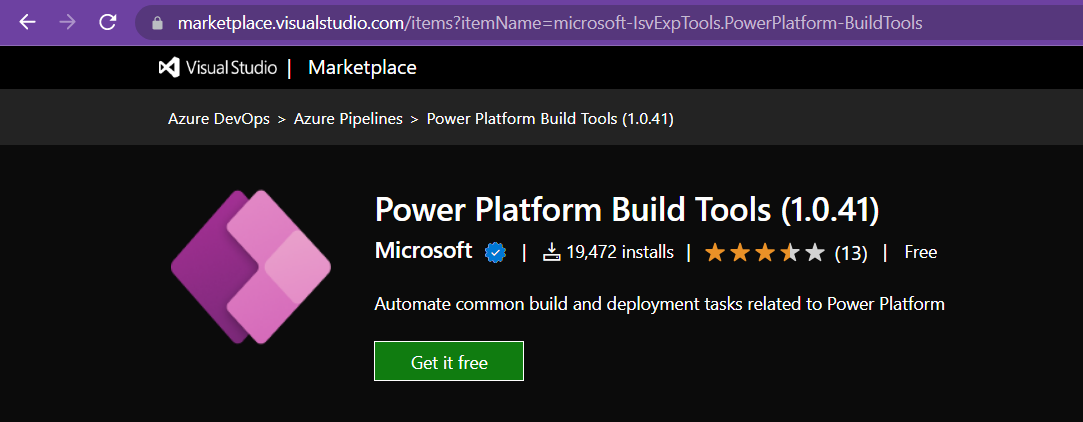 marketplace.visualstudio.com/items?itemName=microsoft-IsvExpTools.PowerPlatform-BuildTools
Visual Studio | Marketplace
Azure DevOps > Azure Pipelines > Power Platform Build Tools (1.0.41)
Power Platform Build Tools (1.0.41)
Microsoft | 19,472 installs | (13) | Free
Automate common build and deployment tasks related to Power Platform
Get it free